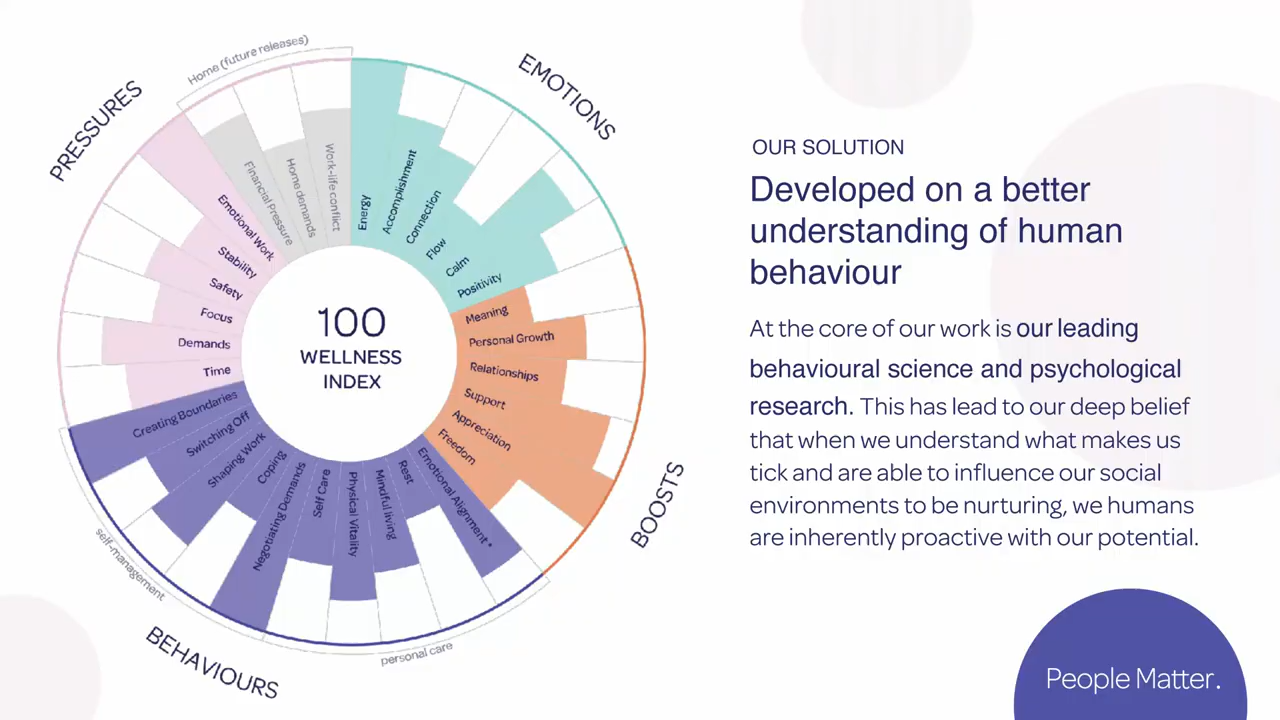 Home (future releases)
PRESSURES
EMOTIONS
BOOSTS
BEHAVIOURS
self-management
personal care
Energy
Accomplishment
Connection
Flow
Calm
Positivity
Meaning
Personal Growth
Relationships
Support
Appreciation
Freedom
Emotional Alignment *
Rest
Mindful living
Physical Vitality
Self Care
Negotiating Demands
Coping
Shaping Work
Switching Off
Creating Boundaries
Time
Demands
Focus
Safety
Stability
Emotional Work
Financial Pressure
Home demands
Work-life conflict
100
WELLNESS
INDEX
OUR SOLUTION
Developed on a better
understanding of human
behaviour
At the core of our work is our leading
behavioural science and psychological
research. This has lead to our deep belief
that when we understand what makes us
tick and are able to influence our social
environments to be nurturing, we humans
are inherently proactive with our potential.
People Matter.